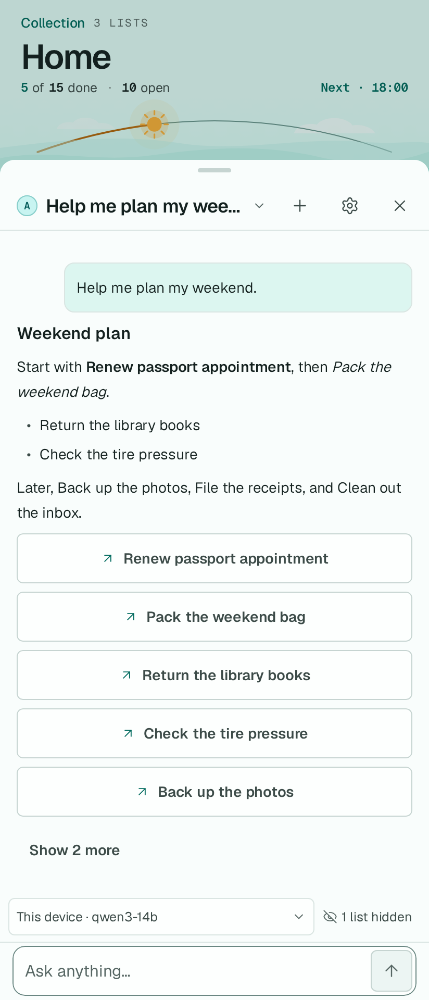 Collection 3 LISTS
Home
5 of 15 done · 10 open
Next · 18:00
A Help me plan my wee...
Help me plan my weekend.
Weekend plan
Start with Renew passport appointment, then Pack the
weekend bag.
• Return the library books
• Check the tire pressure
Later, Back up the photos, File the receipts, and Clean out
the inbox.
Renew passport appointment
Pack the weekend bag
Return the library books
Check the tire pressure
Back up the photos
Show 2 more
This device · qwen3-14b
1 list hidden
Ask anything...